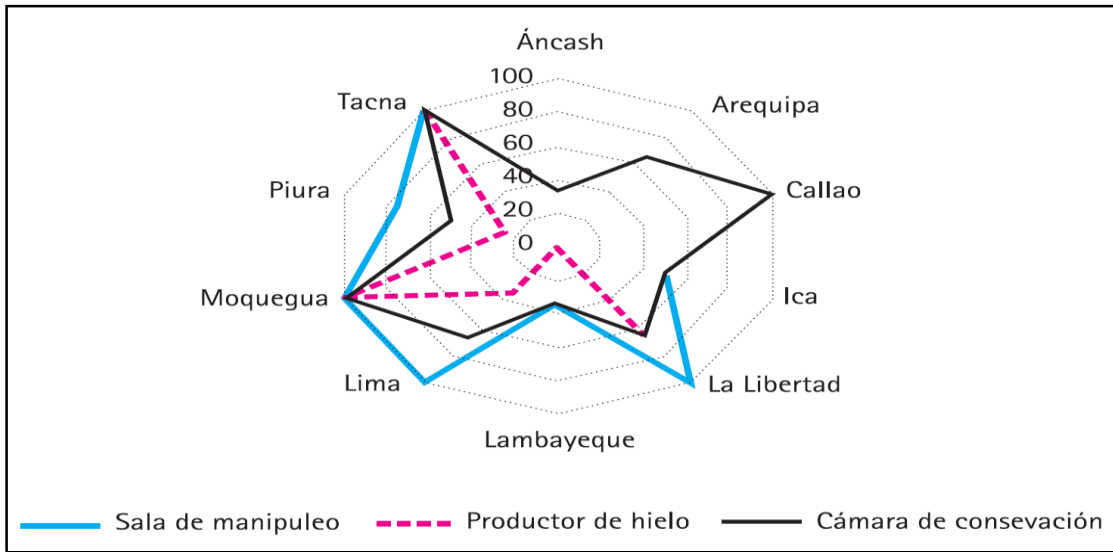 Áncash
100
Tacna
Arequipa
80
60
Piura
40
Callao
20
0
Moquegua
Ica
Lima
La Libertad
Lambayeque
Sala de manipuleo Productor de hielo Cámara de consevación